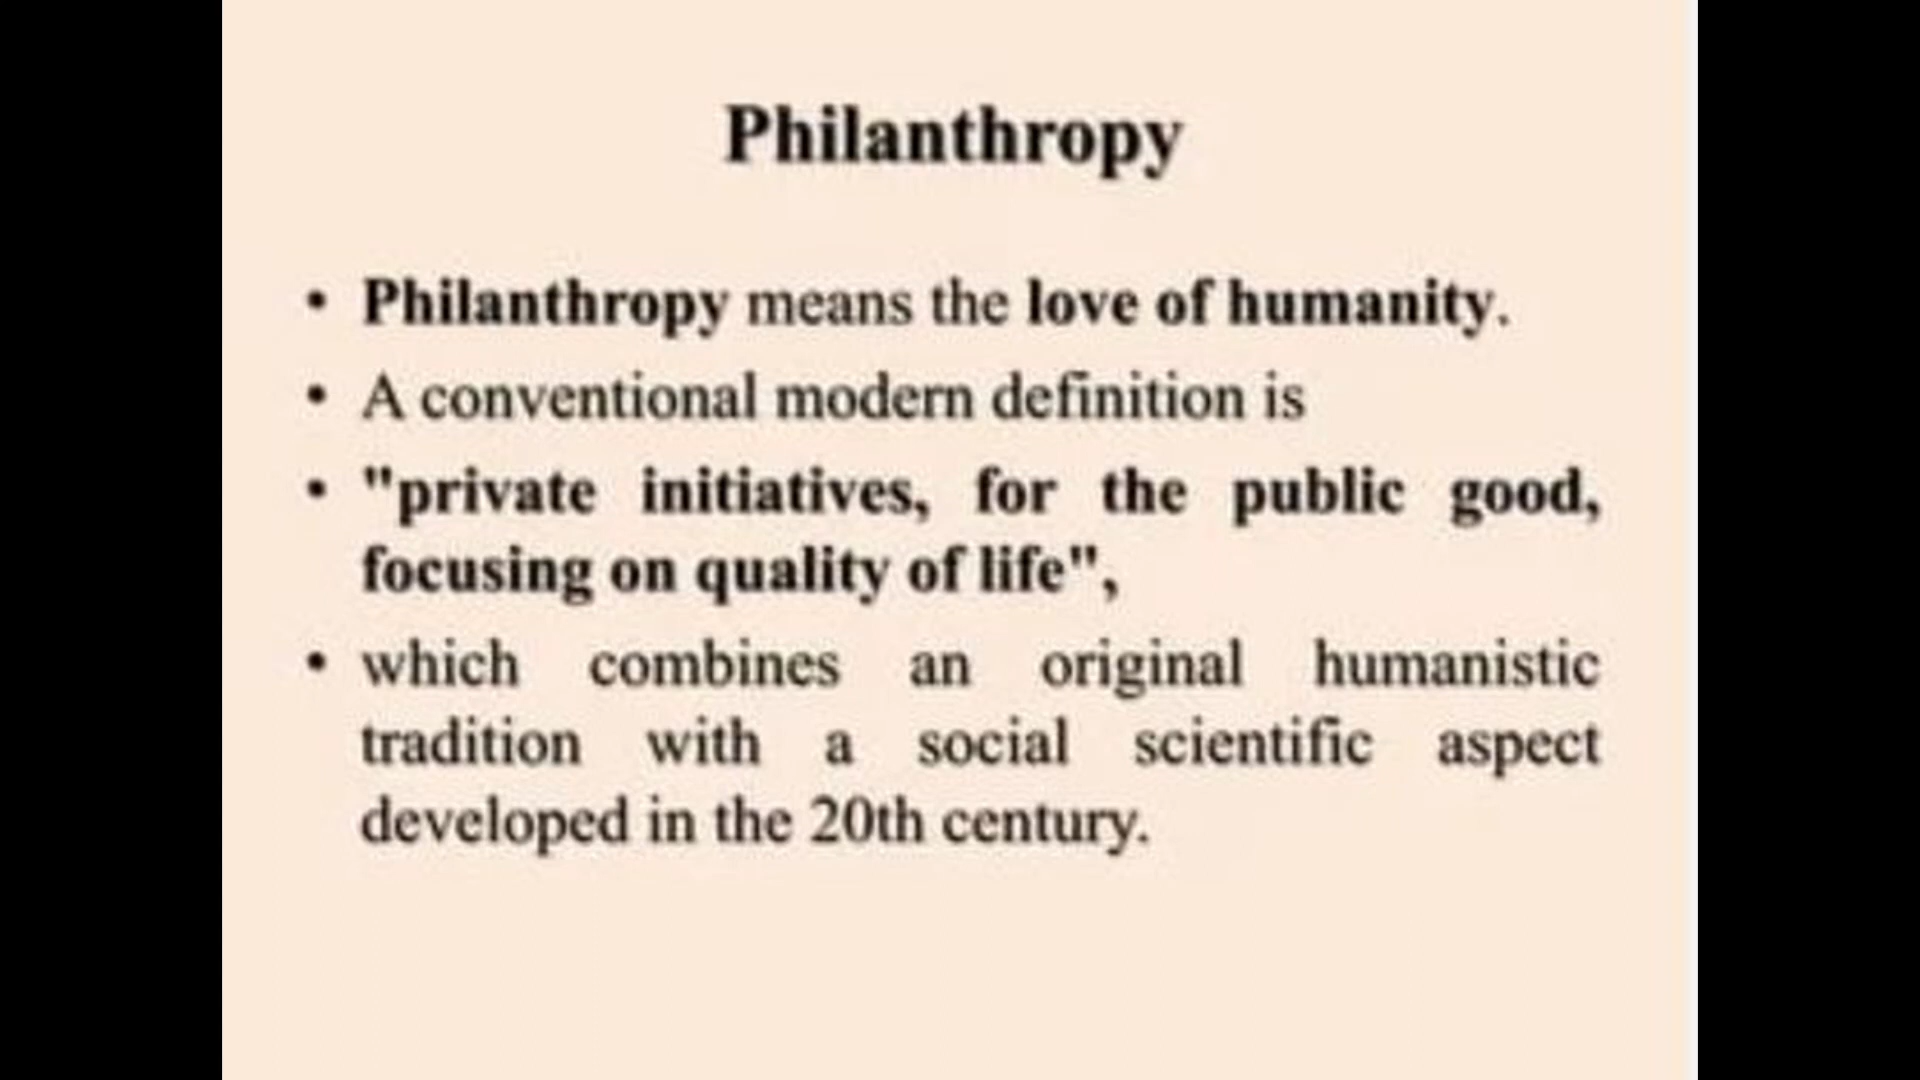 Philanthropy
• Philanthropy means the love of humanity.
• A conventional modern definition is
• "private initiatives, for the public good,
focusing on quality of life",
• which combines an original humanistic
tradition with a social scientific aspect
developed in the 20th century.